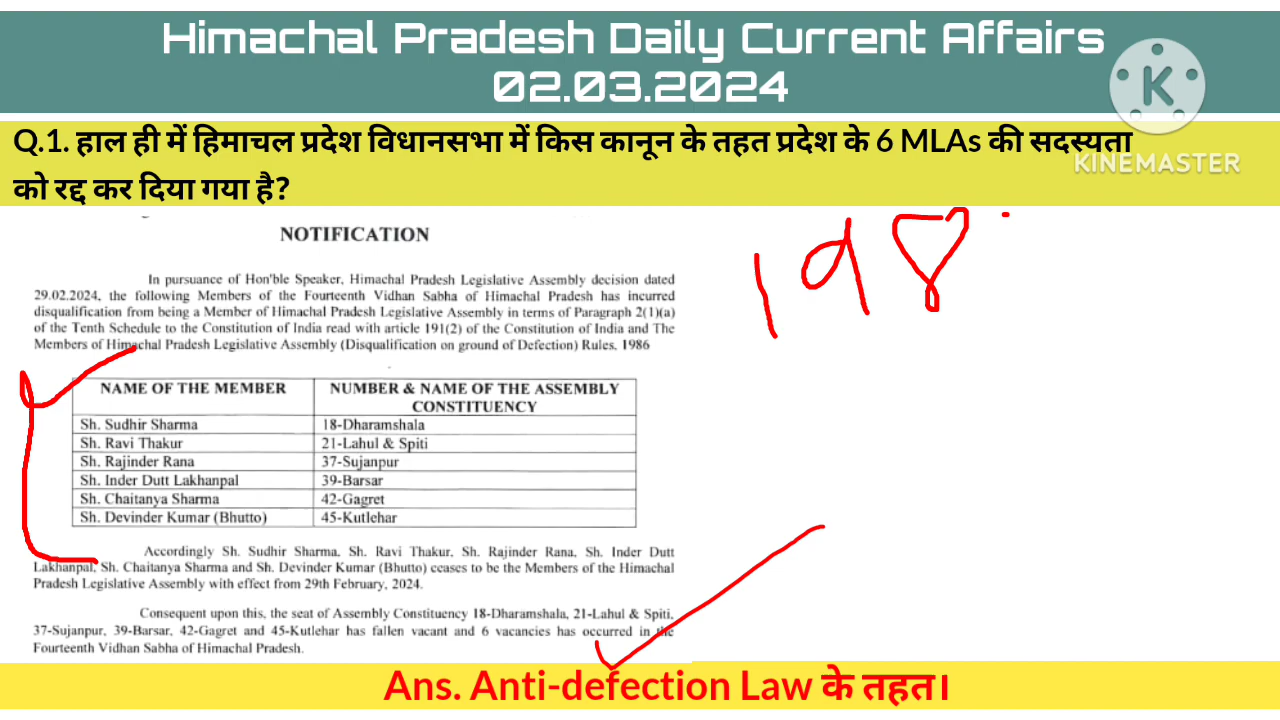 Himachal Pradesh Daily Current Affairs
02.03.2024
K
KINEMASTER
Q.1. हाल ही में हिमाचल प्रदेश विधानसभा में किस कानून के तहत प्रदेश के 6 MLAs की सदस्यता
को रद्द कर दिया गया है?
198
NOTIFICATION
In pursuance of Hon'ble Speaker, Himachal Pradesh Legislative Assembly decision dated
29.02.2024, the following Members of the Fourteenth Vidhan Sabha of Himachal Pradesh has incurred
disqualification from being a Member of Himachal Pradesh Legislative Assembly in terms of Paragraph 2(1)(a)
of the Tenth Schedule to the Constitution of India read with article 191(2) of the Constitution of India and The
Members of Himachal Pradesh Legislative Assembly (Disqualification on ground of Defection) Rules, 1986
NAME OF THE MEMBER NUMBER & NAME OF THE ASSEMBLY
CONSTITUENCY
Sh. Sudhir Sharma 18-Dharamshala
Sh. Ravi Thakur 21-Lahul & Spiti
Sh. Rajinder Rana 37-Sujanpur
Sh. Inder Dutt Lakhanpal 39-Barsar
Sh. Chaitanya Sharma 42-Gagret
Sh. Devinder Kumar (Bhutto) 45-Kutlehar
Accordingly Sh. Sudhir Sharma, Sh. Ravi Thakur, Sh. Rajinder Rana, Sh. Inder Dutt
Lakhanpal, Sh. Chaitanya Sharma and Sh. Devinder Kumar (Bhutto) ceases to be the Members of the Himachal
Pradesh Legislative Assembly with effect from 29th February, 2024.
Consequent upon this, the seat of Assembly Constituency 18-Dharamshala, 21-Lahul & Spiti,
37-Sujanpur, 39-Barsar, 42-Gagret and 45-Kutlehar has fallen vacant and 6 vacancies has occurred in the
Fourteenth Vidhan Sabha of Himachal Pradesh.
Ans. Anti-defection Law के तहत।